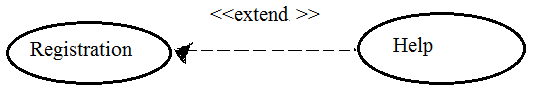 <<extend >>
Registration
Help